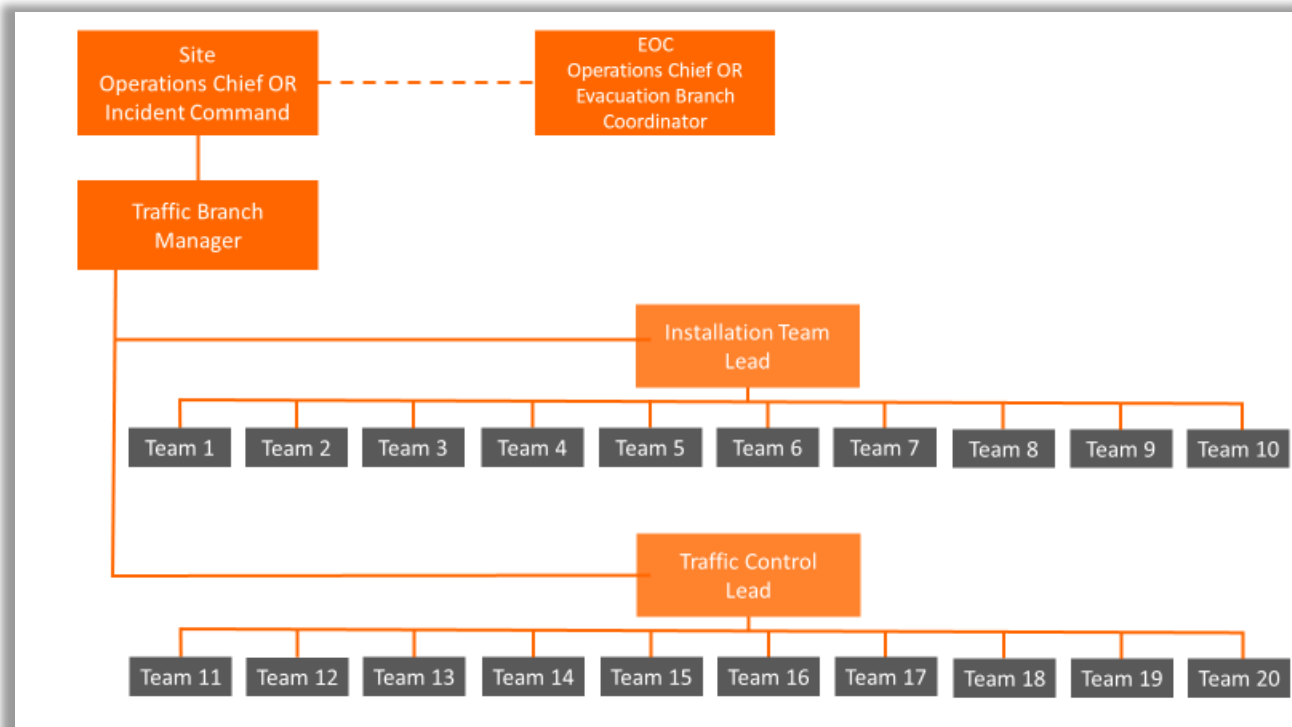 Site
Operations Chief OR
Incident Command
EOC
Operations Chief OR
Evacuation Branch
Coordinator
Traffic Branch
Manager
Installation Team
Lead
Team 1
Team 2
Team 3
Team 4
Team 5
Team 6
Team 7
Team 8
Team 9
Team 10
Traffic Control
Lead
Team 11
Team 12
Team 13
Team 14
Team 15
Team 16
Team 17
Team 18
Team 19
Team 20